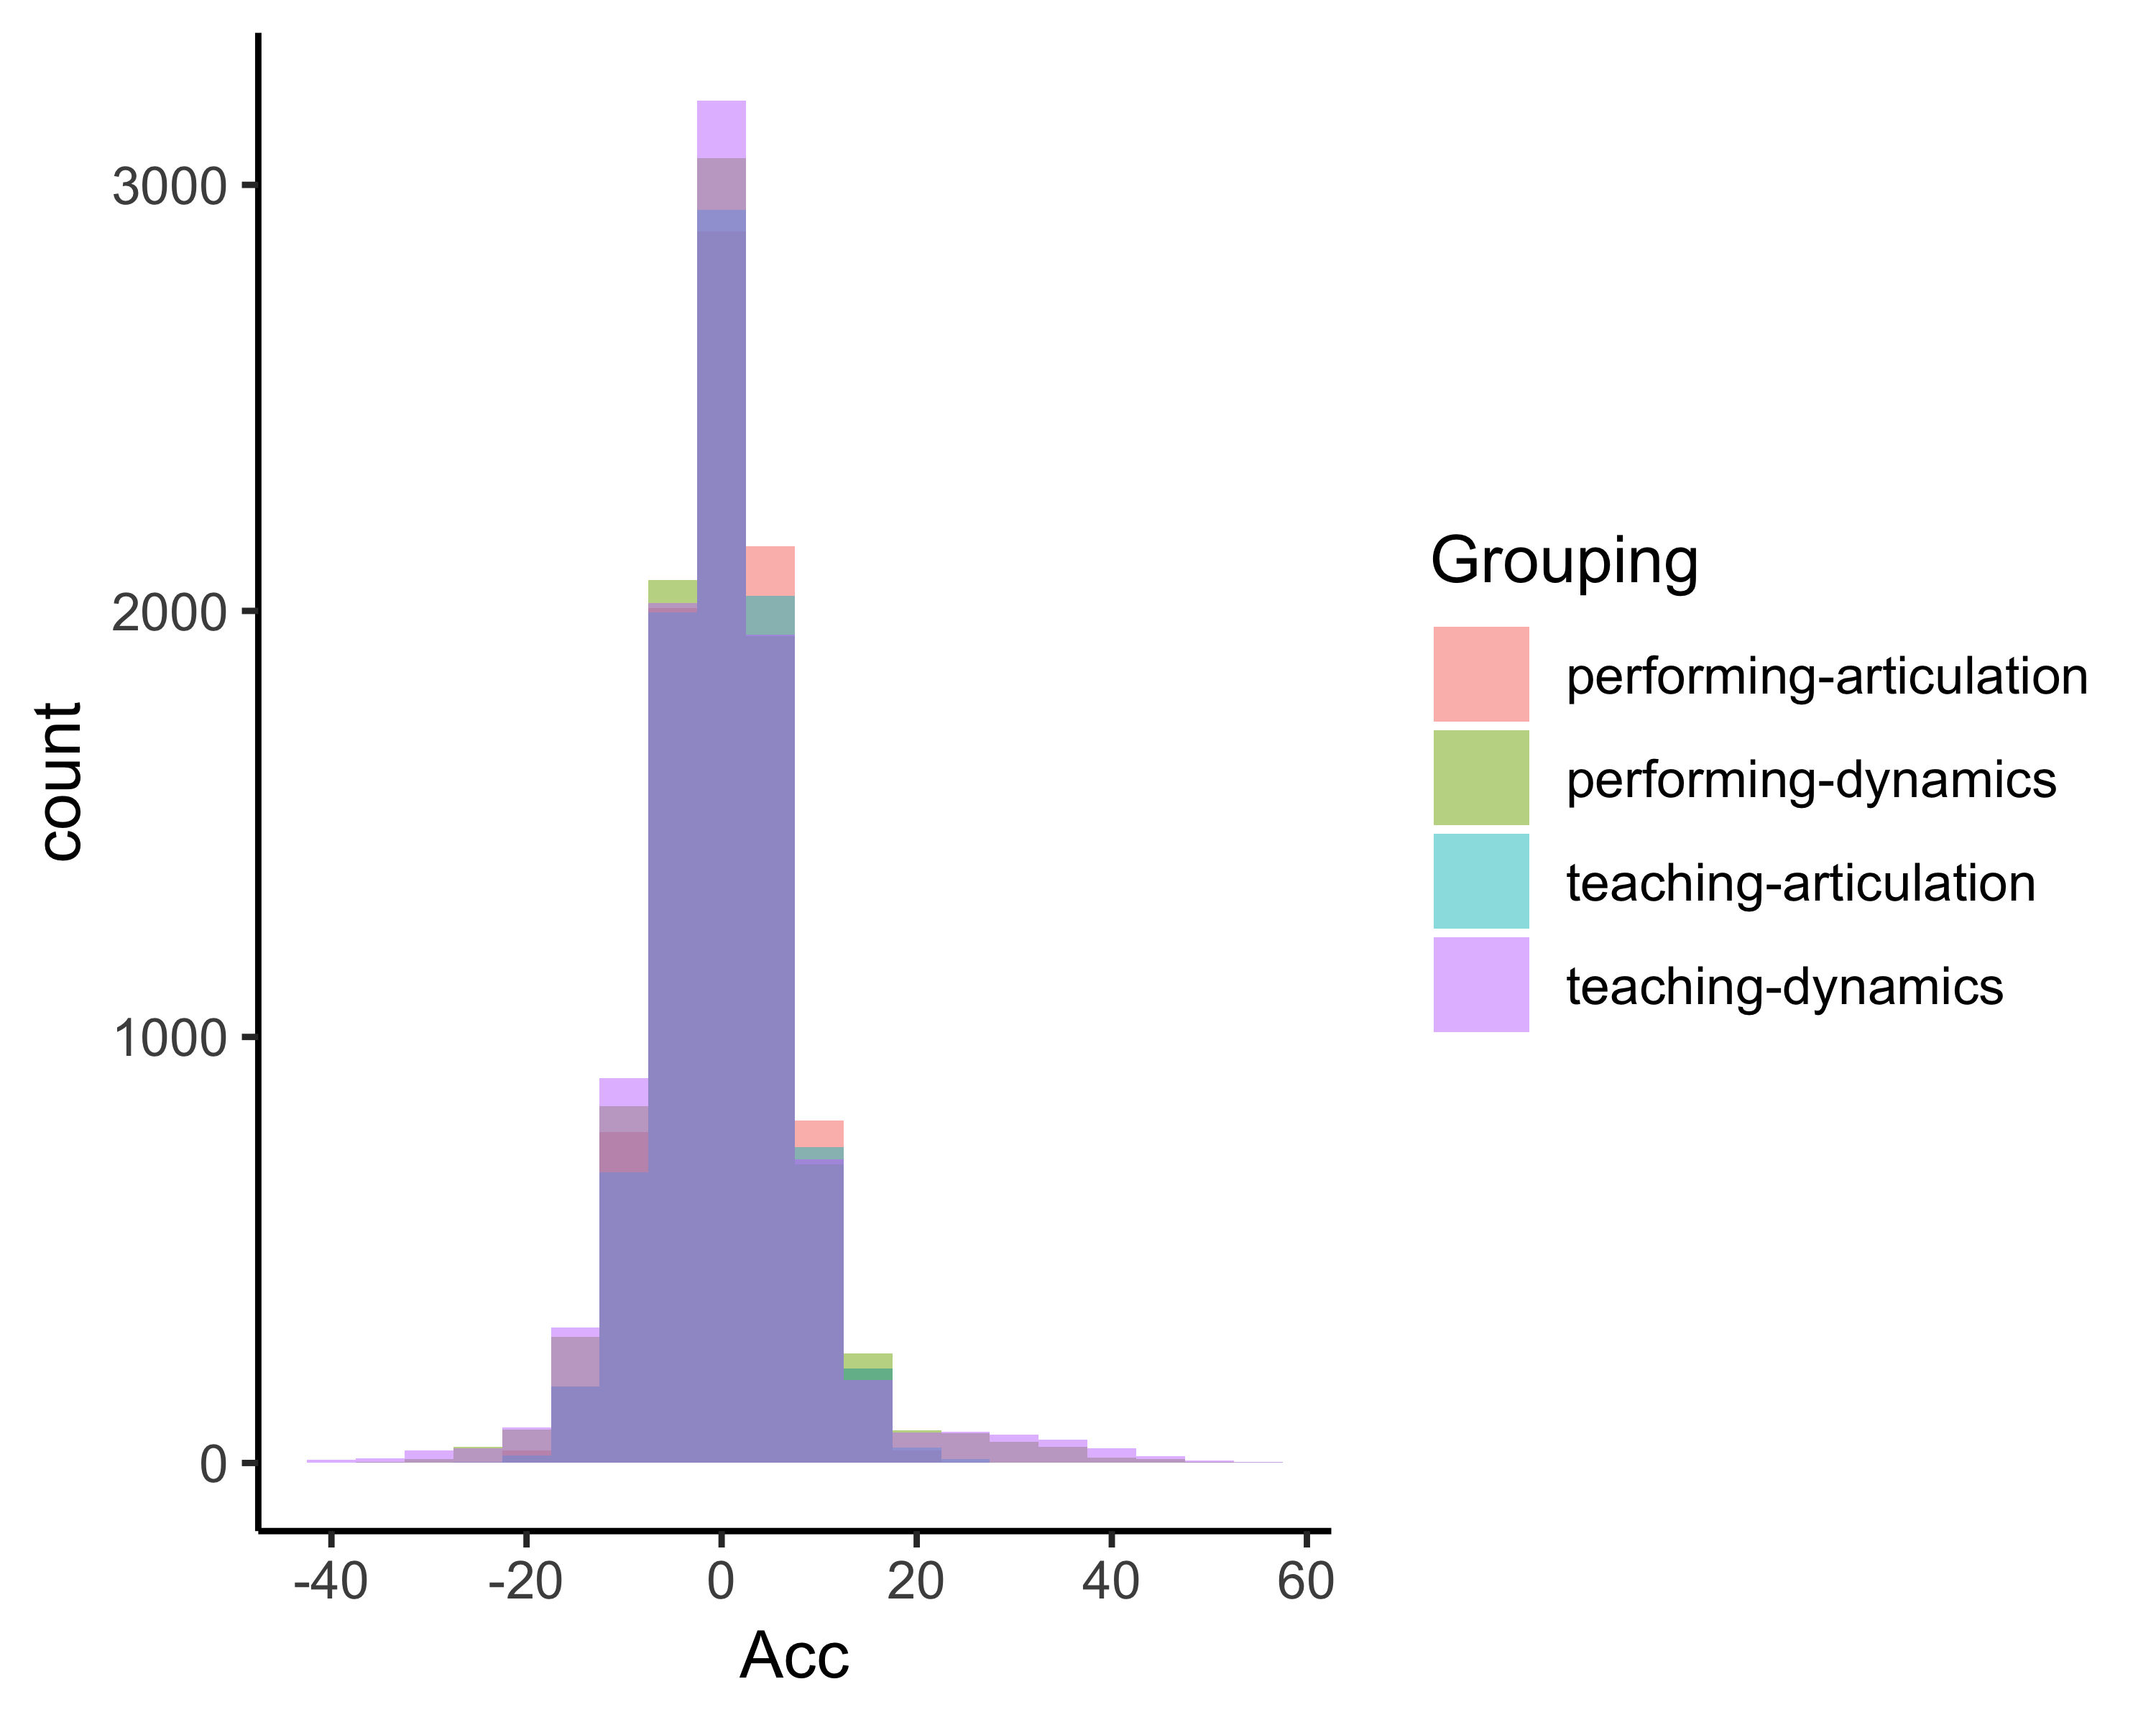 3000
2000
1000
0
count
-40 -20 0 20 40 60
Acc
Grouping
performing-articulation
performing-dynamics
teaching-articulation
teaching-dynamics